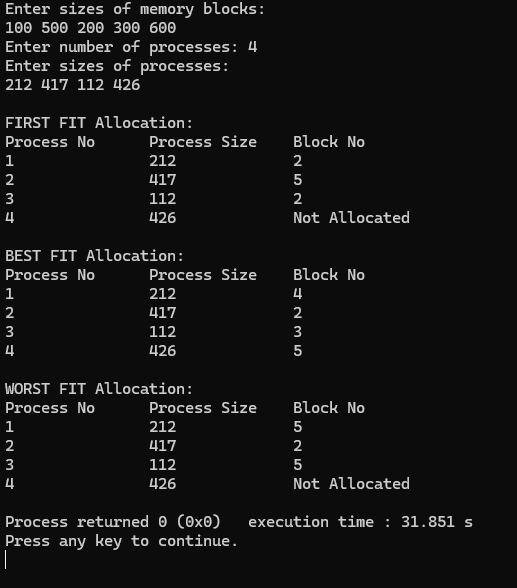 Enter sizes of memory blocks:
100 500 200 300 600
Enter number of processes: 4
Enter sizes of processes:
212 417 112 426
FIRST FIT Allocation:
Process No Process Size Block No
1 212 2
2 417 5
3 112 2
4 426 Not Allocated
BEST FIT Allocation:
Process No Process Size Block No
1 212 4
2 417 2
3 112 3
4 426 5
WORST FIT Allocation:
Process No Process Size Block No
1 212 5
2 417 2
3 112 5
4 426 Not Allocated
Process returned 0 (0x0) execution time : 31.851 s
Press any key to continue.